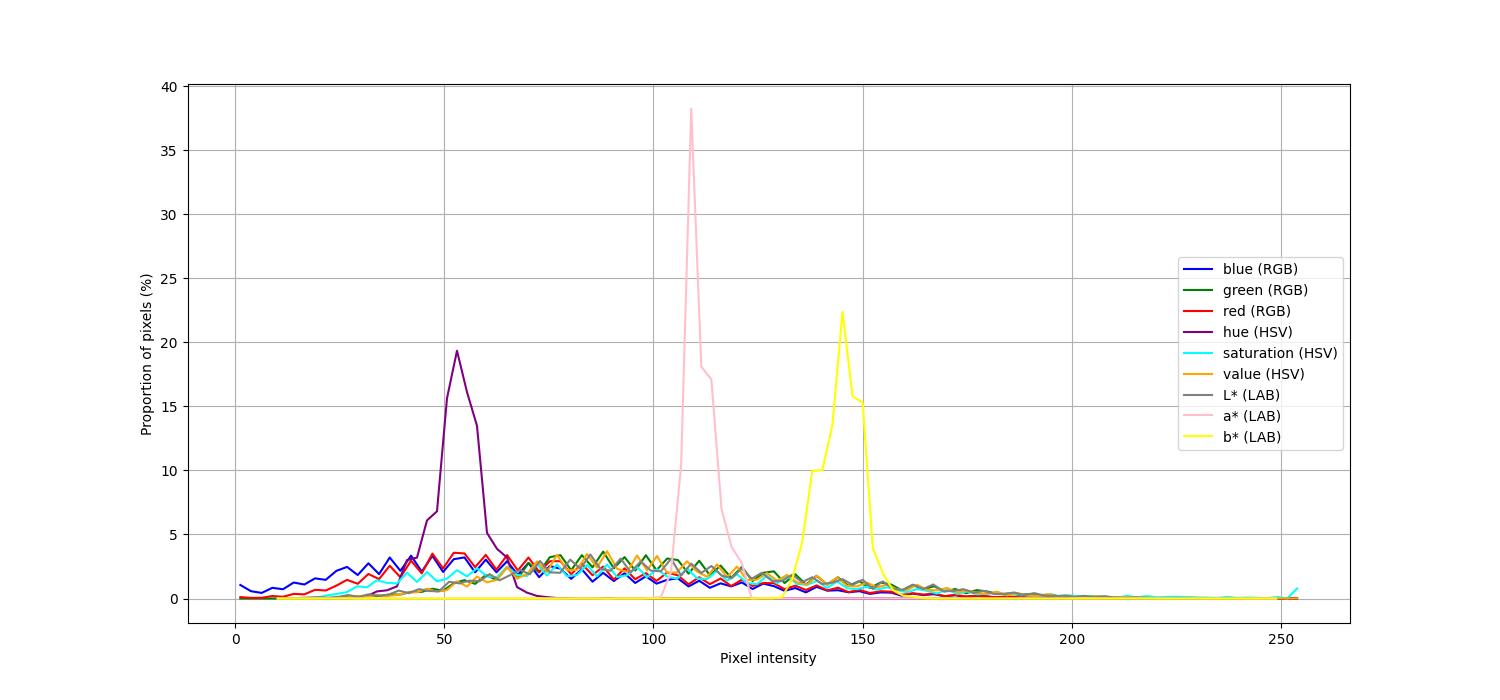 40
35
30
25
20
15
10
5
0
Proportion of pixels (%)
blue (RGB)
green (RGB)
red (RGB)
hue (HSV)
saturation (HSV)
value (HSV)
L* (LAB)
a* (LAB)
b* (LAB)
0 50 100 150 200 250
Pixel intensity